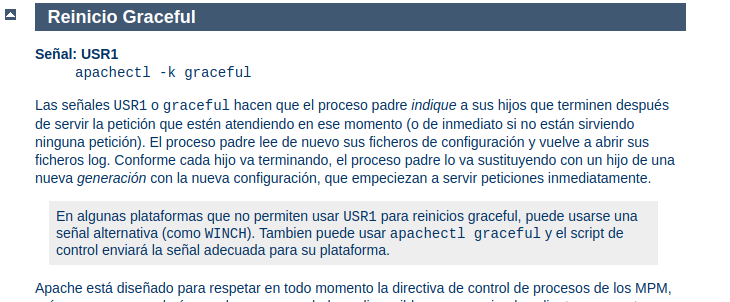 Reinicio Graceful
Señal: USR1
apachectl -k graceful
Las señales USR1 o graceful hacen que el proceso padre indique a sus hijos que terminen después
de servir la petición que estén atendiendo en ese momento (o de inmediato si no están sirviendo
ninguna petición). El proceso padre lee de nuevo sus ficheros de configuración y vuelve a abrir sus
ficheros log. Conforme cada hijo va terminando, el proceso padre lo va sustituyendo con un hijo de una
nueva generación con la nueva configuración, que empeciezan a servir peticiones inmediatamente.
En algunas plataformas que no permiten usar USR1 para reinicios graceful, puede usarse una
señal alternativa (como WINCH). Tambien puede usar apachectl graceful y el script de
control enviará la señal adecuada para su plataforma.
Apache está diseñado para respetar en todo momento la directiva de control de procesos de los MPM,